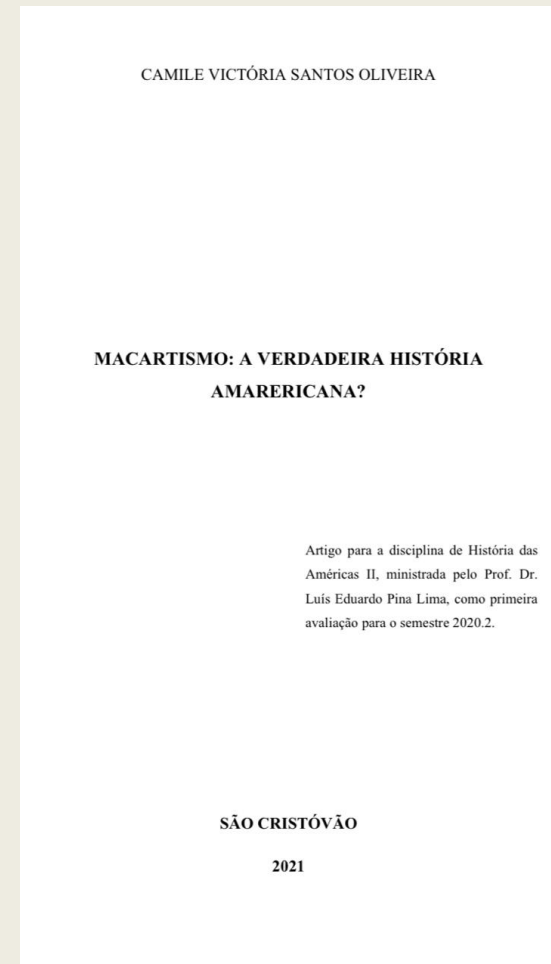 CAMILE VICTÓRIA SANTOS OLIVEIRA
MACARTISMO: A VERDADEIRA HISTÓRIA
AMARERICANA?
Artigo para a disciplina de História das
Américas II, ministrada pelo Prof. Dr.
Luís Eduardo Pina Lima, como primeira
avaliação para o semestre 2020.2.
SÃO CRISTÓVÃO
2021